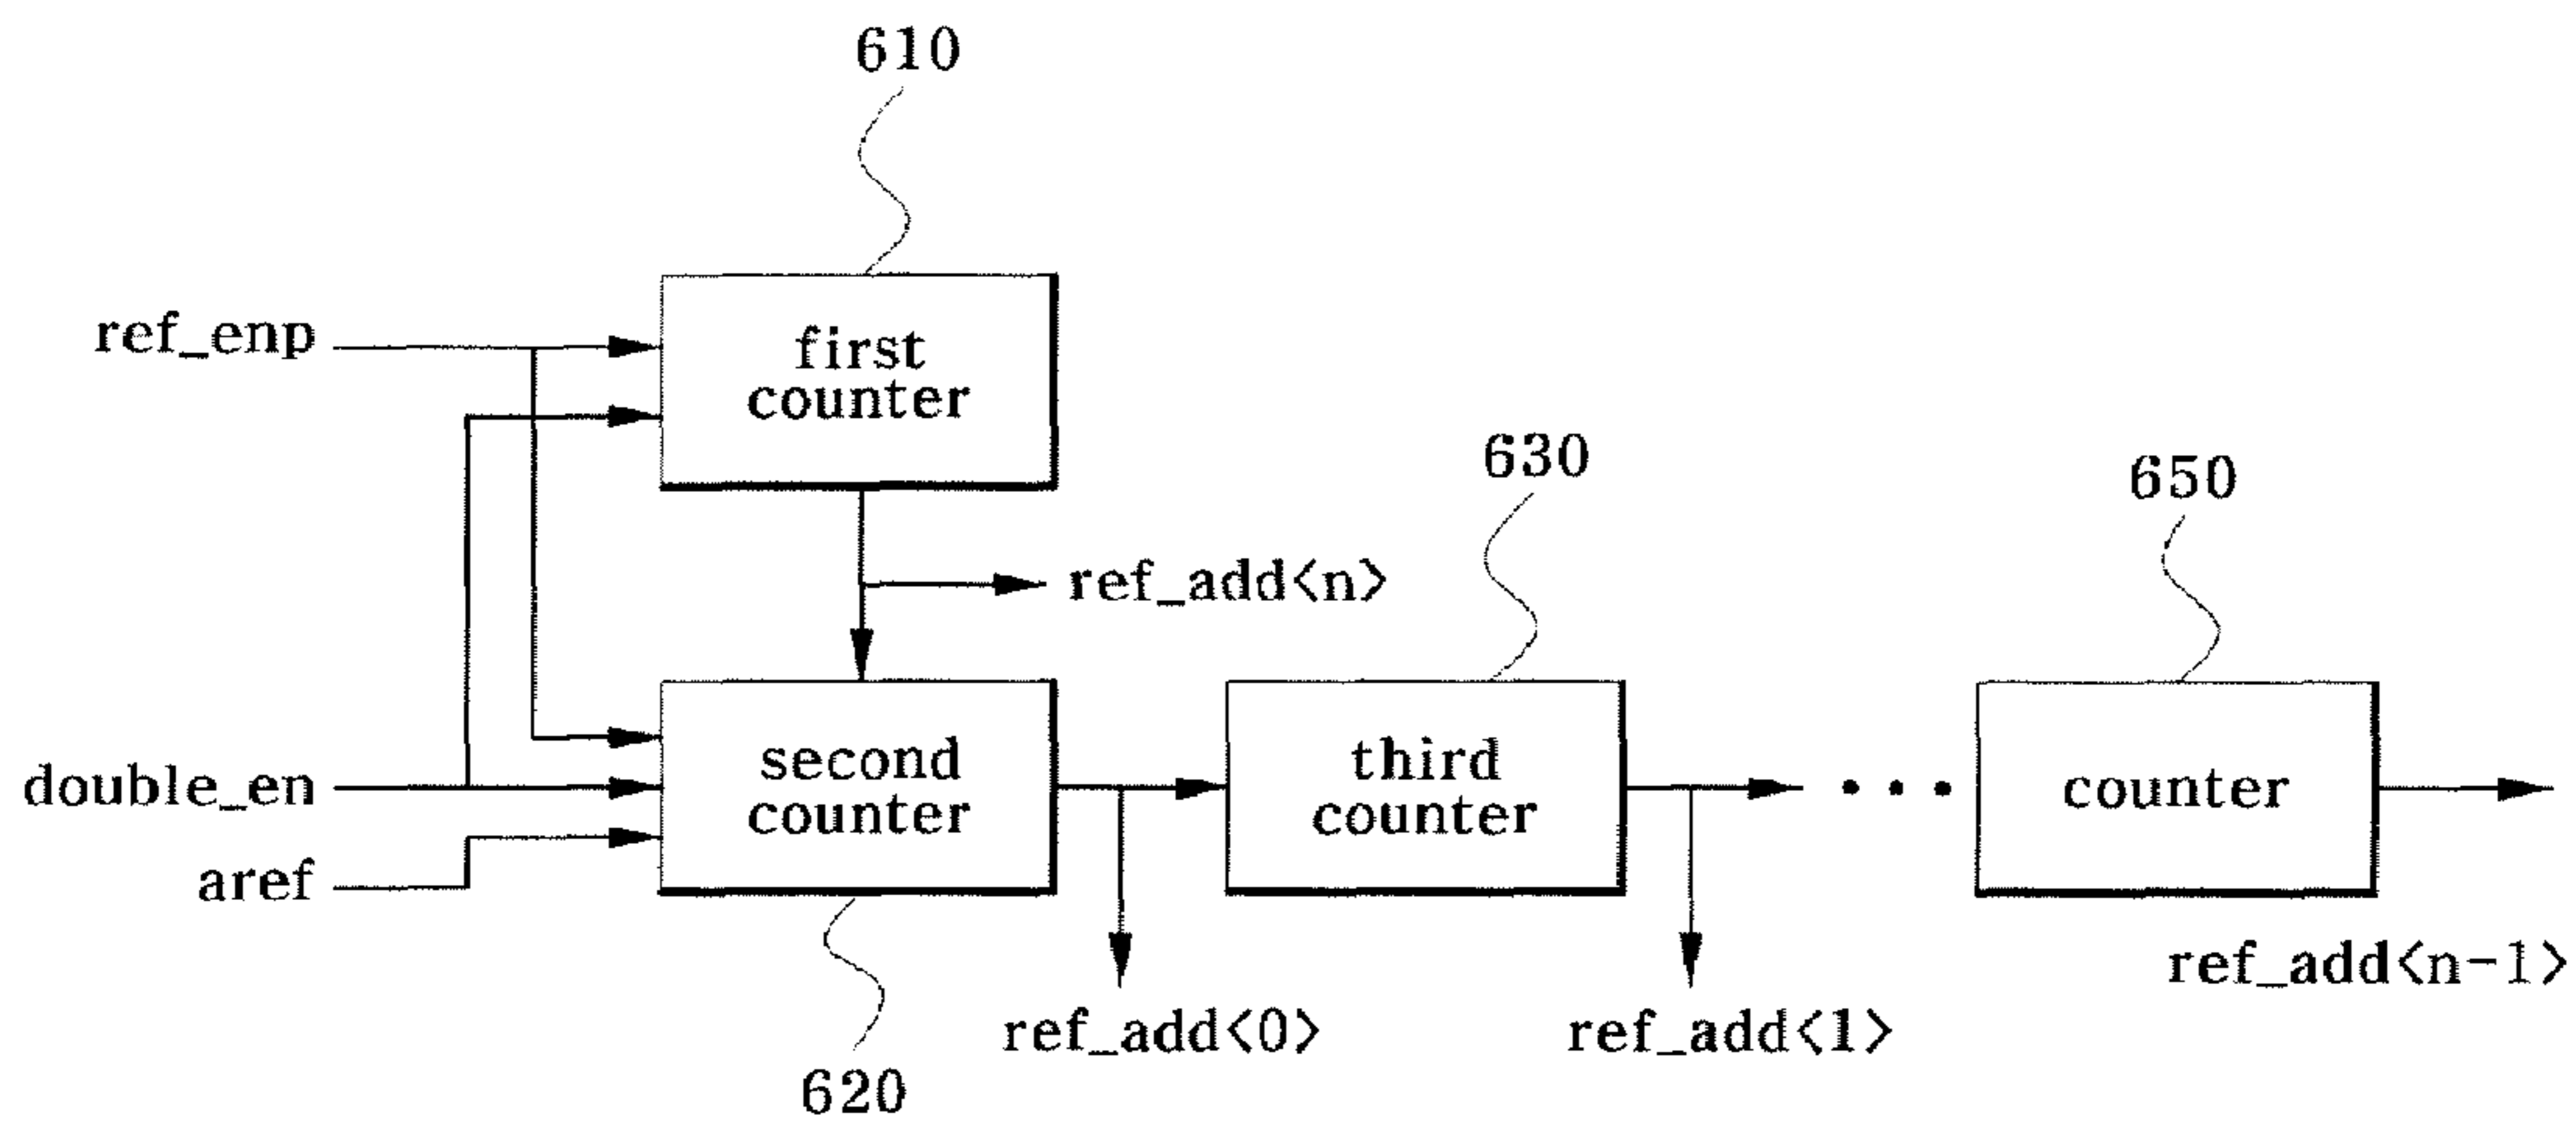 610
ref_enp
first
counter
630
650
ref_add<n>
double_en
second
counter
third
counter
counter
aref
ref_add<n-1>
ref_add<0>
ref_add<1>
620